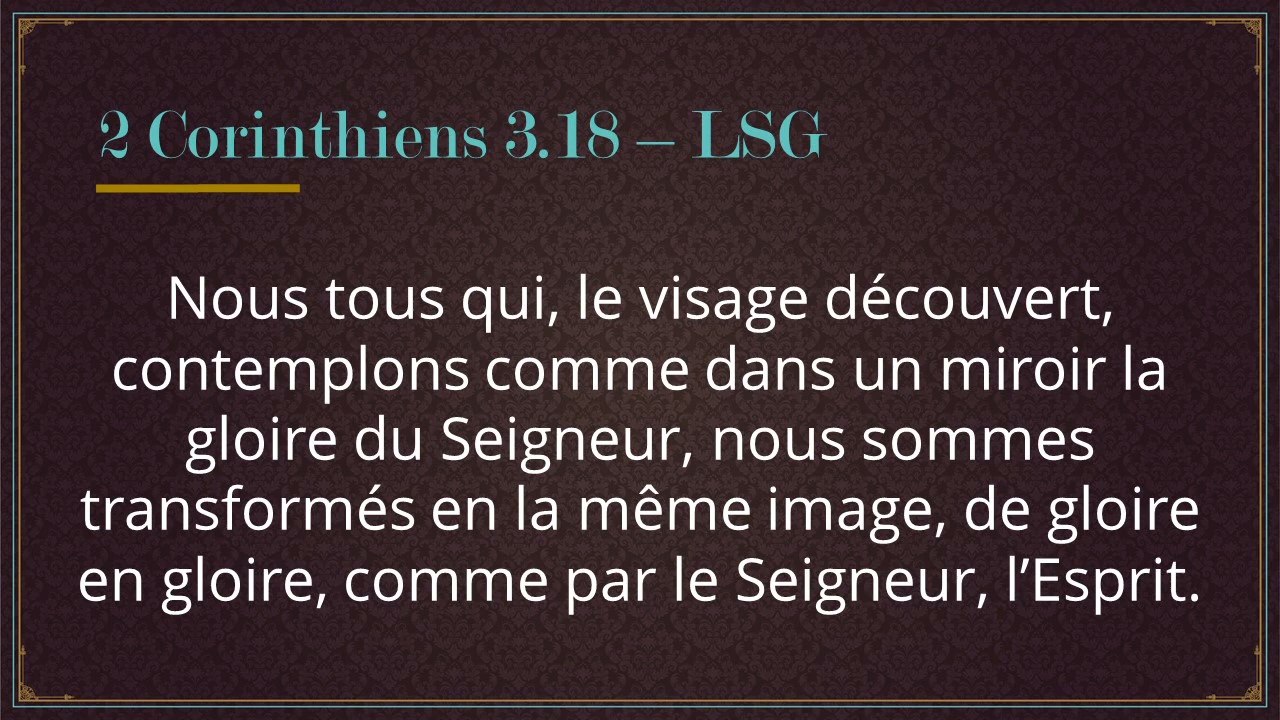 2 Corinthiens 3.18 – LSG
Nous tous qui, le visage découvert,
contemplons comme dans un miroir la
gloire du Seigneur, nous sommes
transformés en la même image, de gloire
en gloire, comme par le Seigneur, l’Esprit.